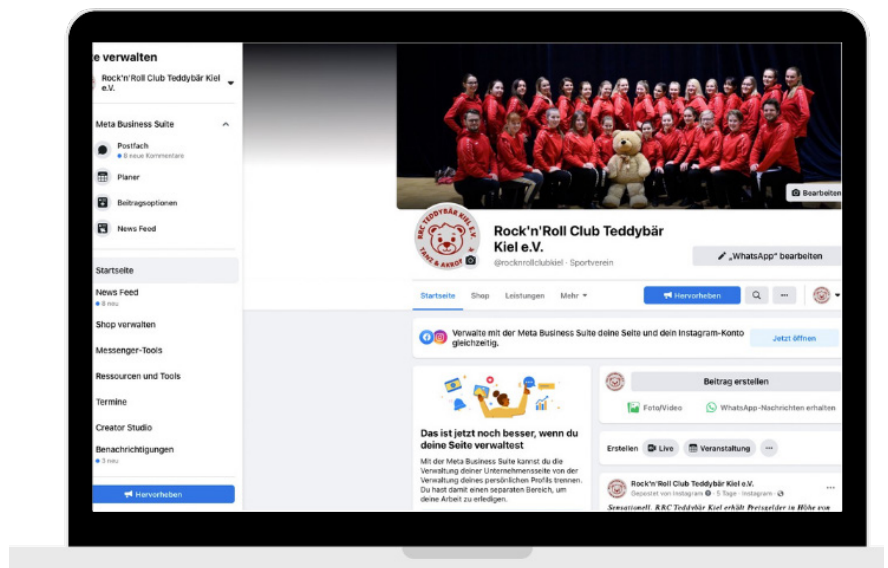 e verwalten
Rock'n'Roll Club Teddybär Kiel
e.V.
Meta Business Suite
Postfach
8 neue Kommentare
Planer
Beitragsoptionen
News Feed
Startseite
News Feed
8 neu
Shop verwalten
Messenger-Tools
Ressourcen und Tools
Termine
Creator Studio
Benachrichtigungen
3 neu
Hervorheben
Bearbeiten
RRC TEDDYBÄR KIEL E.V.
TANZ & AKROB
Rock'n'Roll Club Teddybär
Kiel e.V.
@rocknrollclubkiel · Sportverein
„WhatsApp" bearbeiten
Startseite Shop Leistungen Mehr
Hervorheben
Verwalte mit der Meta Business Suite deine Seite und dein Instagram-Konto
gleichzeitig.
Jetzt öffnen
Das ist jetzt noch besser, wenn du
deine Seite verwaltest
Mit der Meta Business Suite kannst du die
Verwaltung deiner Unternehmensseite von der
Verwaltung deines persönlichen Profils trennen.
Du hast damit einen separaten Bereich, um
deine Arbeit zu erledigen.
Beitrag erstellen
Foto/Video WhatsApp-Nachrichten erhalten
Erstellen Live Veranstaltung
Rock'n'Roll Club Teddybär Kiel e.V.
Gepostet von Instagram · 5 Tage · Instagram ·
Sensationell. RRC Teddybär Kiel erhält Preisgelder in Höhe von